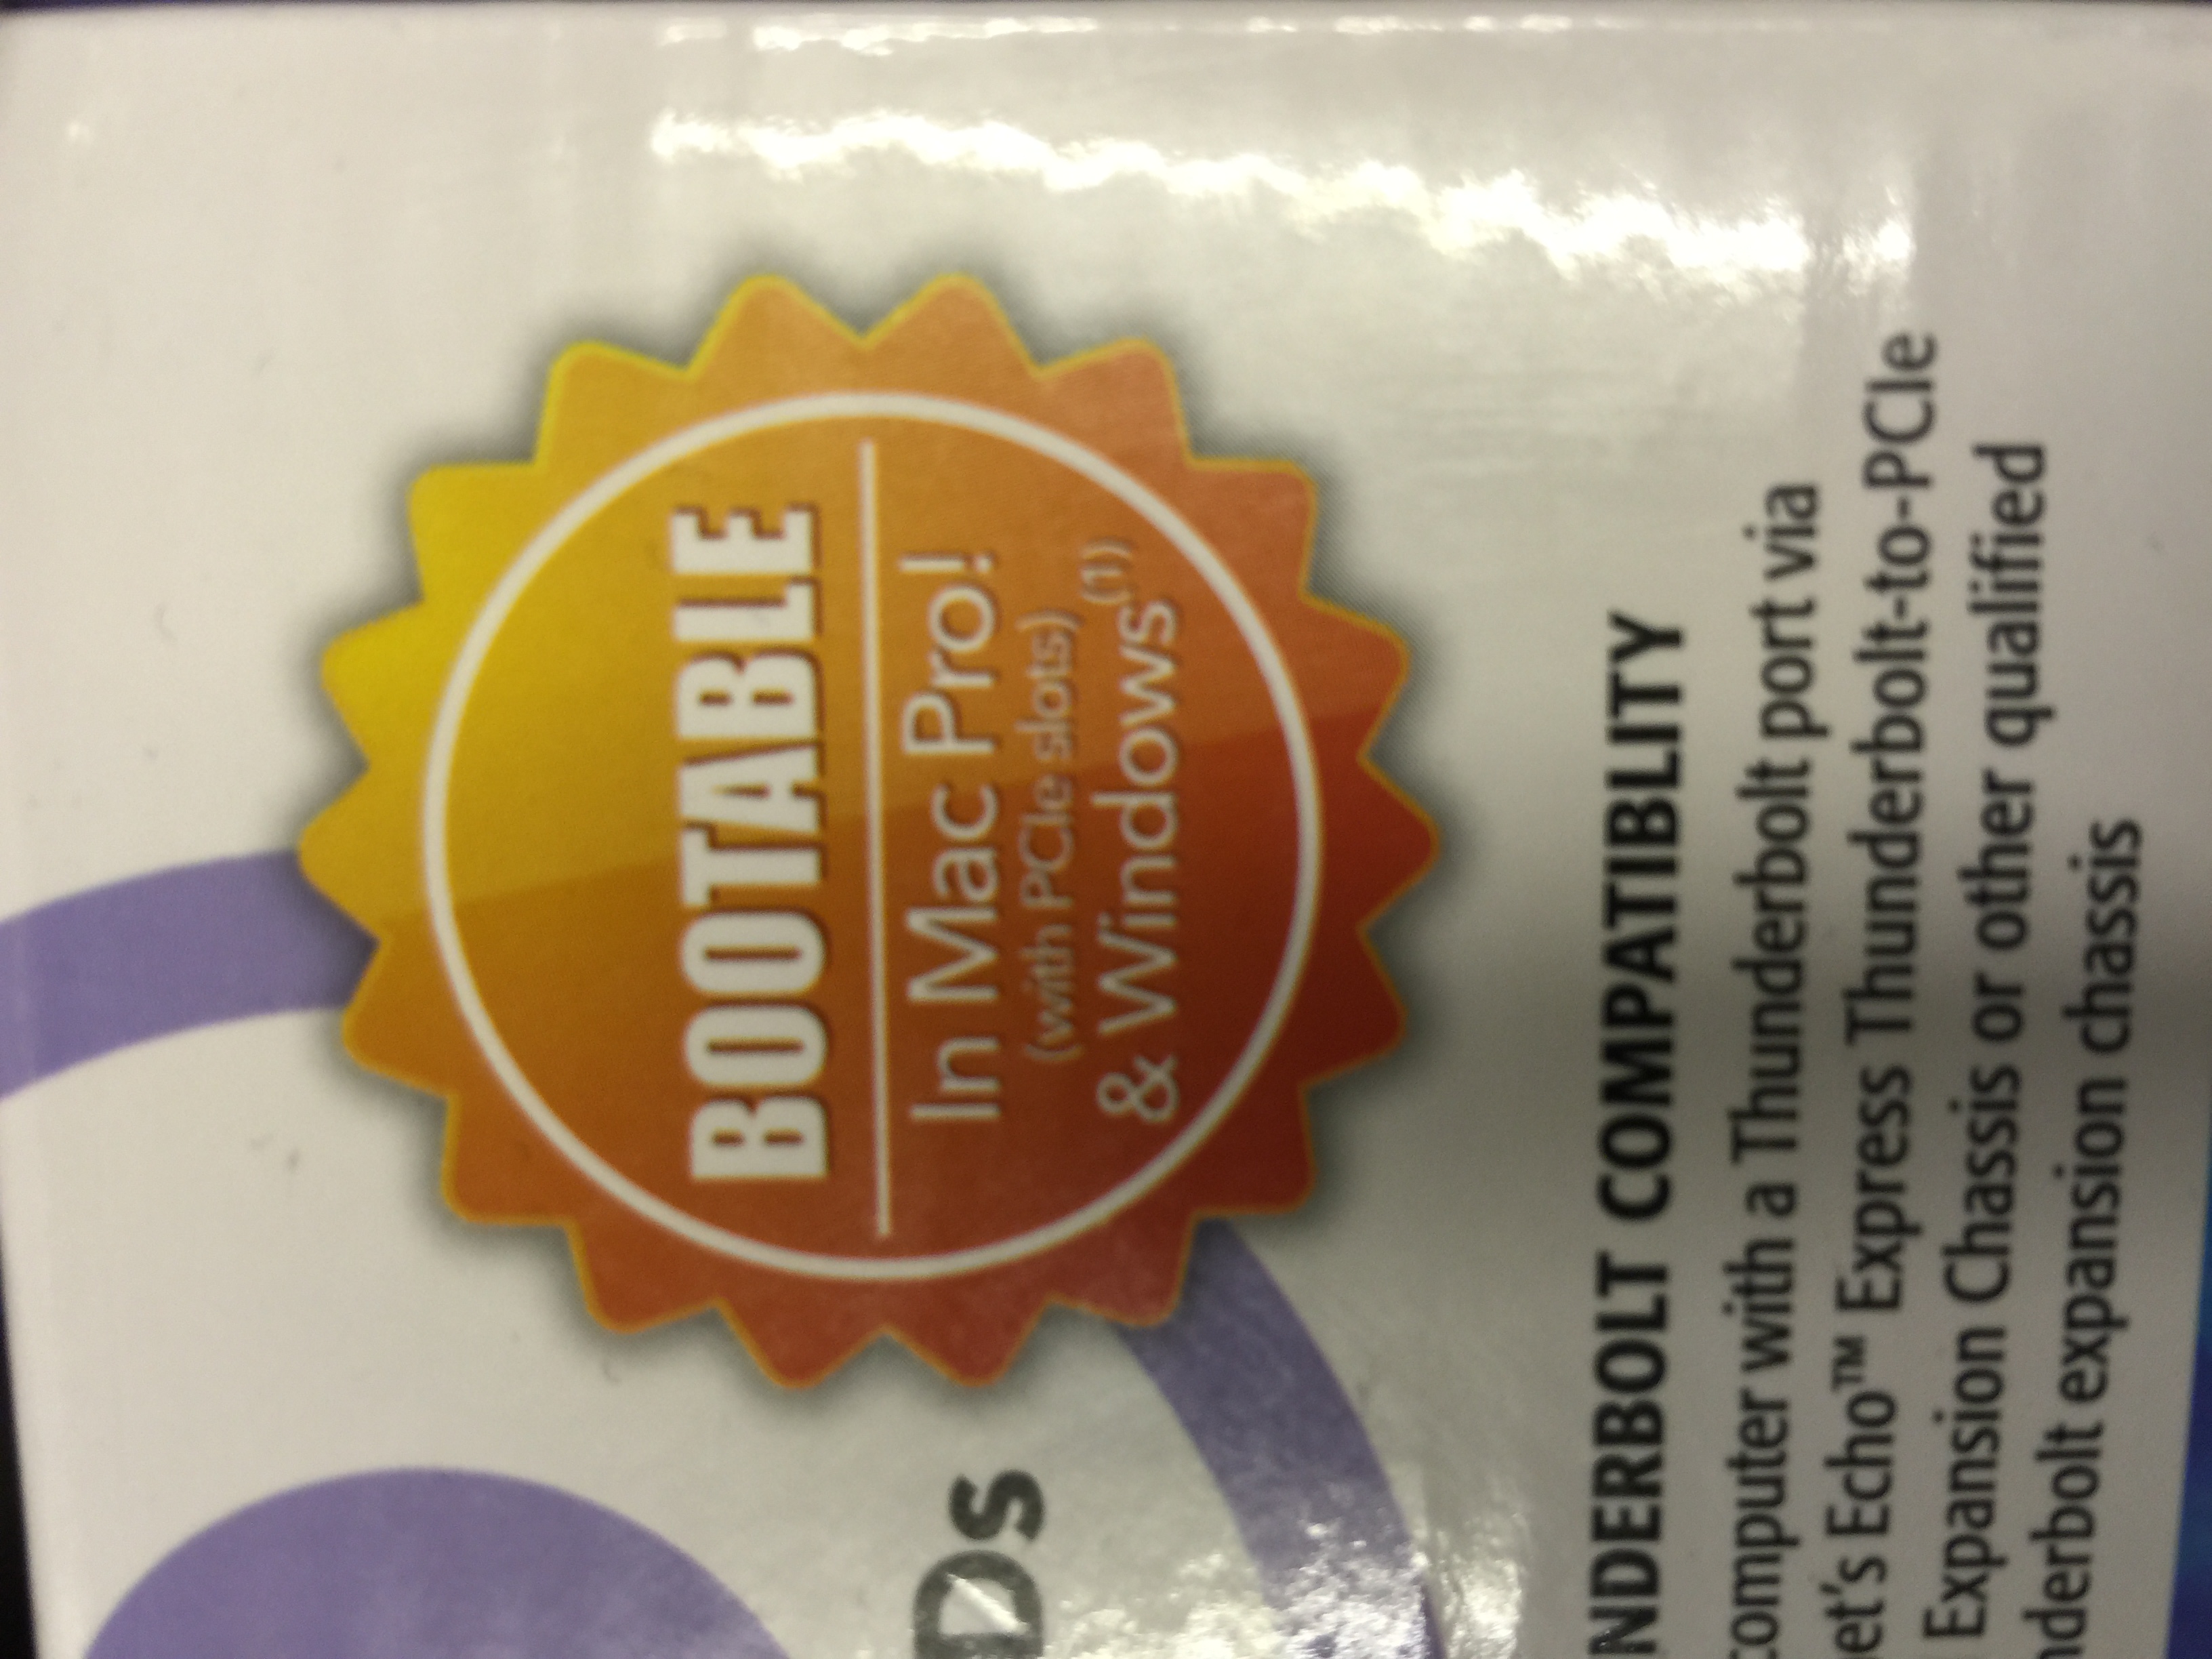 BOOTABLE
In Mac Pro!
(with PCIe slots)
& Windows(1)
Ds
NDERBOLT COMPATIBLITY
computer with a Thunderbolt port via
et's Echo™ Express Thunderbolt-to-PCIe
Expansion Chassis or other qualified
nderbolt expansion chassis